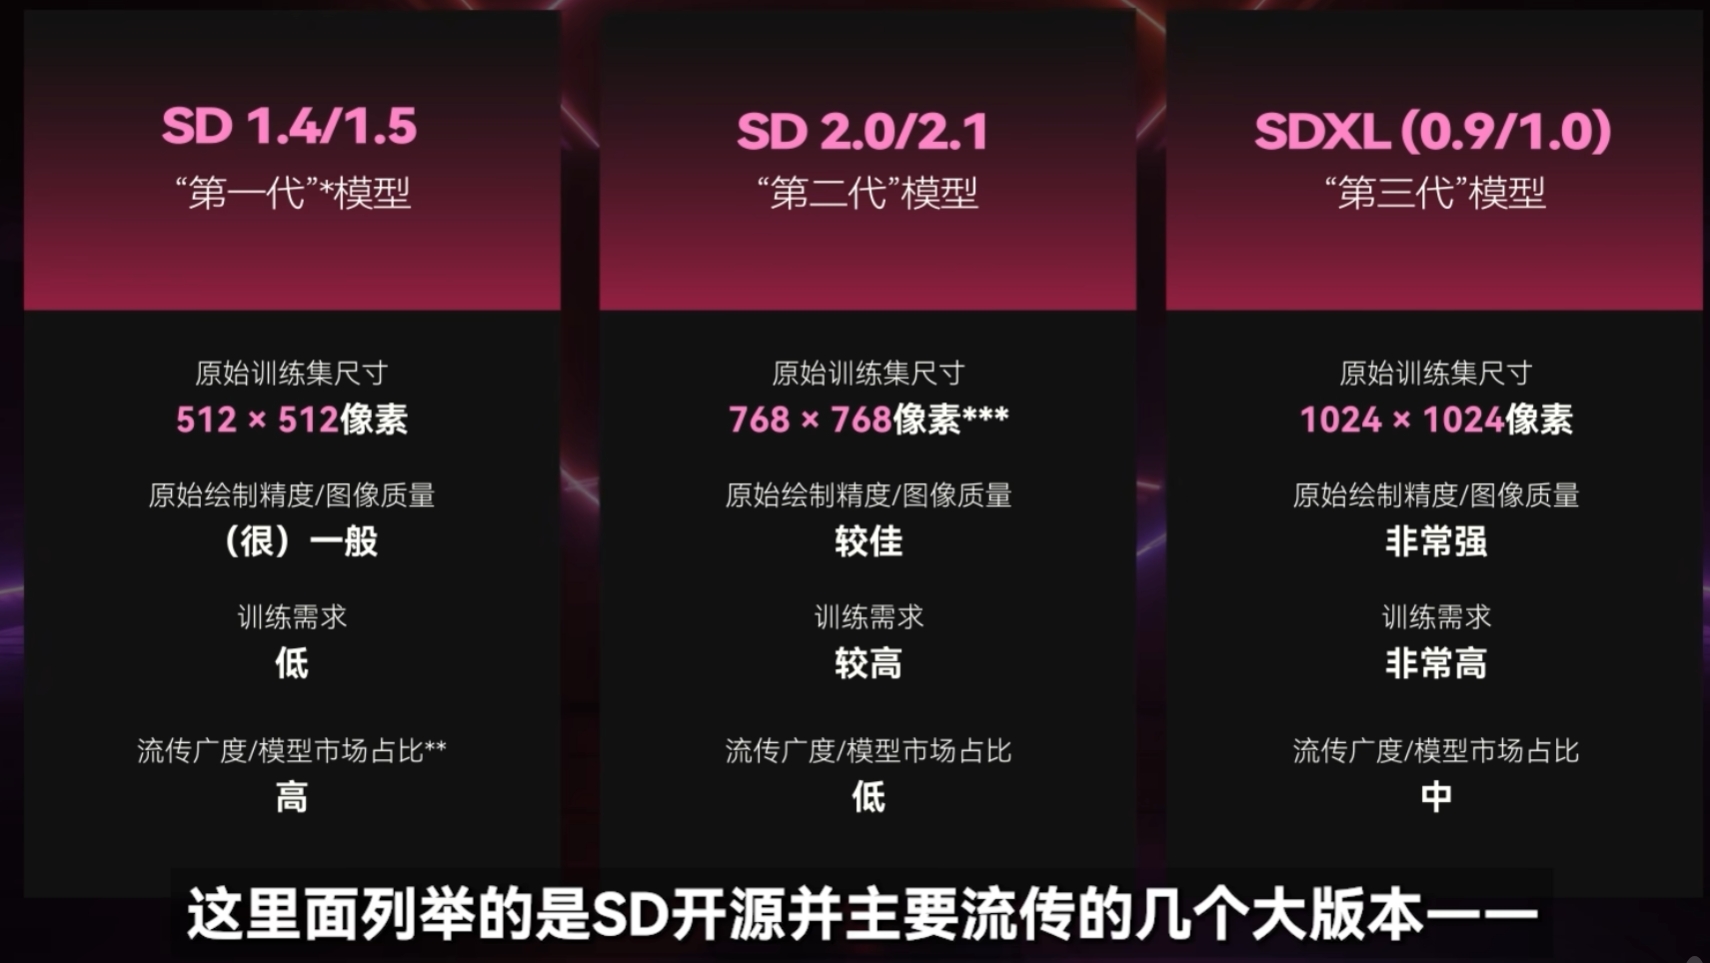 SD 1.4/1.5
“第一代”*模型
原始训练集尺寸
512 × 512像素
原始绘制精度/图像质量
（很）一般
训练需求
低
流传广度/模型市场占比**
高
SD 2.0/2.1
“第二代”模型
原始训练集尺寸
768 × 768像素***
原始绘制精度/图像质量
较佳
训练需求
较高
流传广度/模型市场占比
低
SDXL (0.9/1.0)
“第三代”模型
原始训练集尺寸
1024 × 1024像素
原始绘制精度/图像质量
非常强
训练需求
非常高
流传广度/模型市场占比
中
这里面列举的是SD开源并主要流传的几个大版本——